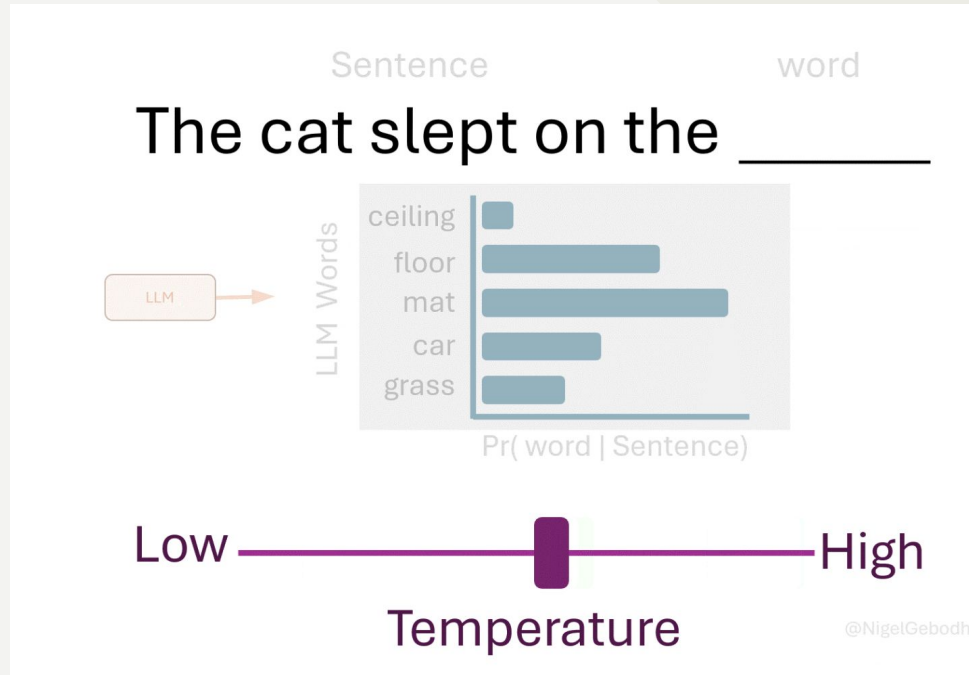 Sentence word
The cat slept on the ______
LLM Words
ceiling
floor
mat
car
grass
LLM
Pr( word | Sentence)
Low High
Temperature
@NigelGebodh